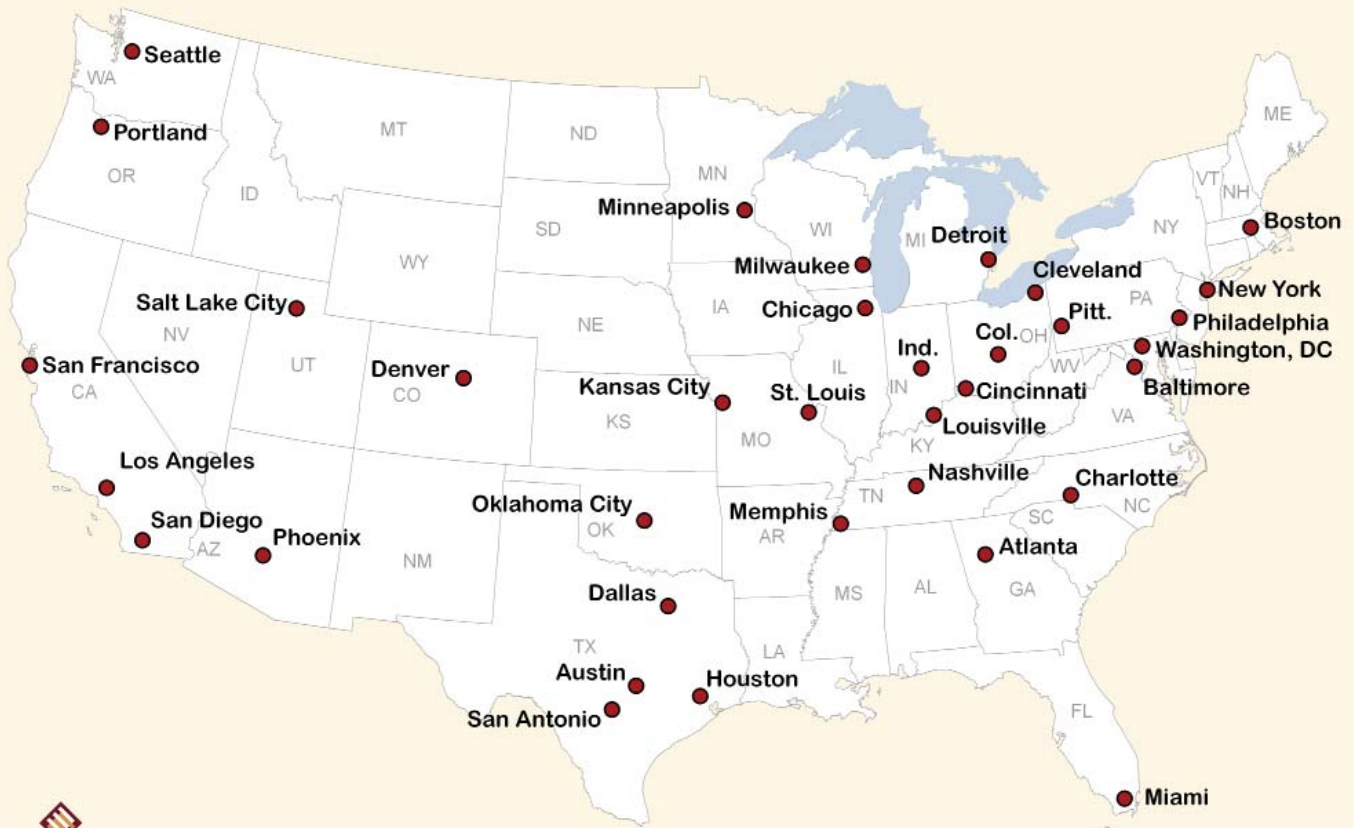 Seattle
WA
Portland
OR
MT
ND
ID
MN
Minneapolis
SD
WI
MI
Detroit
ME
VT
NH
NY
Boston
WY
Milwaukee
Cleveland
Salt Lake City
NV
IA
Chicago
PA
New York
NE
Pitt.
Philadelphia
Col.
OH
Washington, DC
San Francisco
CA
UT
Denver
CO
Ind.
IL
IN
WV
Baltimore
Kansas City
St. Louis
Cincinnati
KS
MO
Louisville
VA
KY
Los Angeles
Nashville
Charlotte
TN
NC
Oklahoma City
OK
Memphis
AR
SC
San Diego
AZ
Phoenix
NM
Atlanta
Dallas
MS
AL
GA
TX
LA
Austin
Houston
San Antonio
FL
Miami